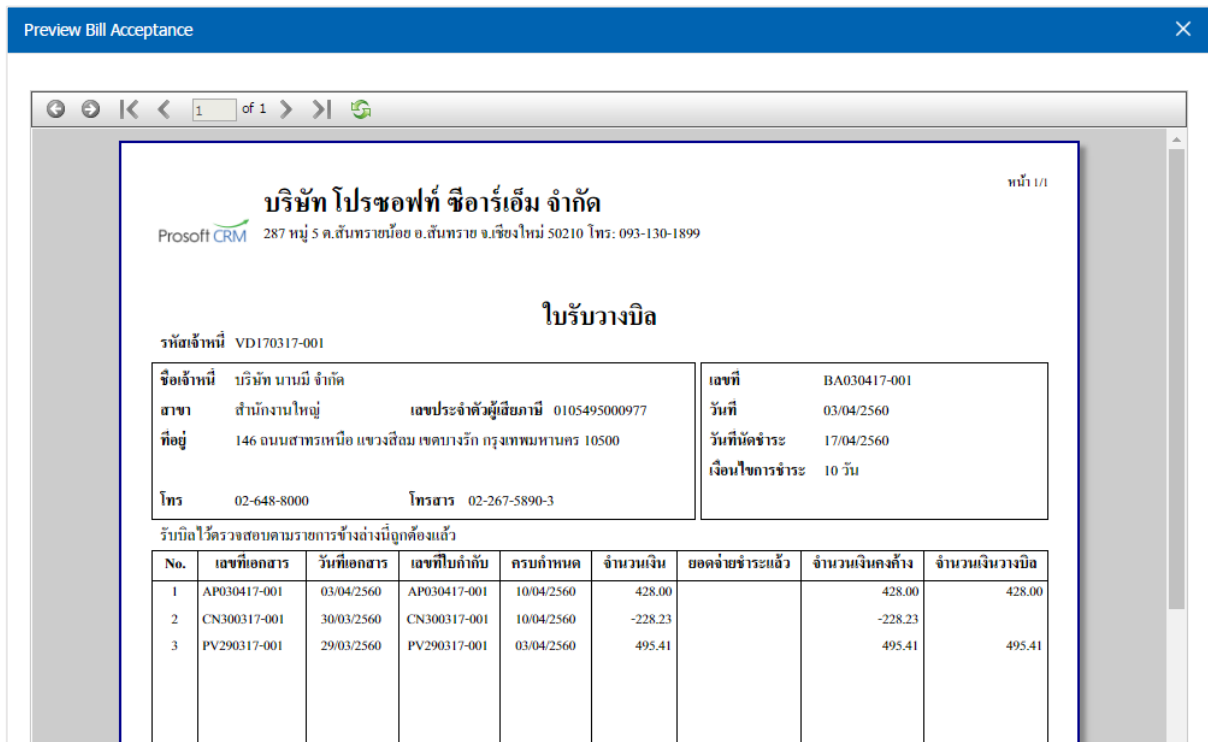 Preview Bill Acceptance
1 of 1
หน้า 1/1
บริษัท โปรซอฟท์ ซีอาร์เอ็ม จำกัด
Prosoft CRM
287 หมู่ 5 ต.สันทรายน้อย อ.สันทราย จ.เชียงใหม่ 50210 โทร: 093-130-1899
ใบรับวางบิล
รหัสเจ้าหนี้ VD170317-001
ชื่อเจ้าหนี้ บริษัท นานมี จำกัด
สาขา สำนักงานใหญ่ เลขประจำตัวผู้เสียภาษี 0105495000977
ที่อยู่ 146 ถนนสาทรเหนือ แขวงสีลม เขตบางรัก กรุงเทพมหานคร 10500
โทร 02-648-8000 โทรสาร 02-267-5890-3
เลขที่ BA030417-001
วันที่ 03/04/2560
วันที่นัดชำระ 17/04/2560
เงื่อนไขการชำระ 10 วัน
รับบิลไว้ตรวจสอบตามรายการข้างล่างนี้ถูกต้องแล้ว
No. เลขที่เอกสาร วันที่เอกสาร เลขที่ใบกำกับ ครบกำหนด จำนวนเงิน ยอดจ่ายชำระแล้ว จำนวนเงินคงค้าง จำนวนเงินวางบิล
1 AP030417-001 03/04/2560 AP030417-001 10/04/2560 428.00 428.00 428.00
2 CN300317-001 30/03/2560 CN300317-001 10/04/2560 -228.23 -228.23
3 PV290317-001 29/03/2560 PV290317-001 03/04/2560 495.41 495.41 495.41